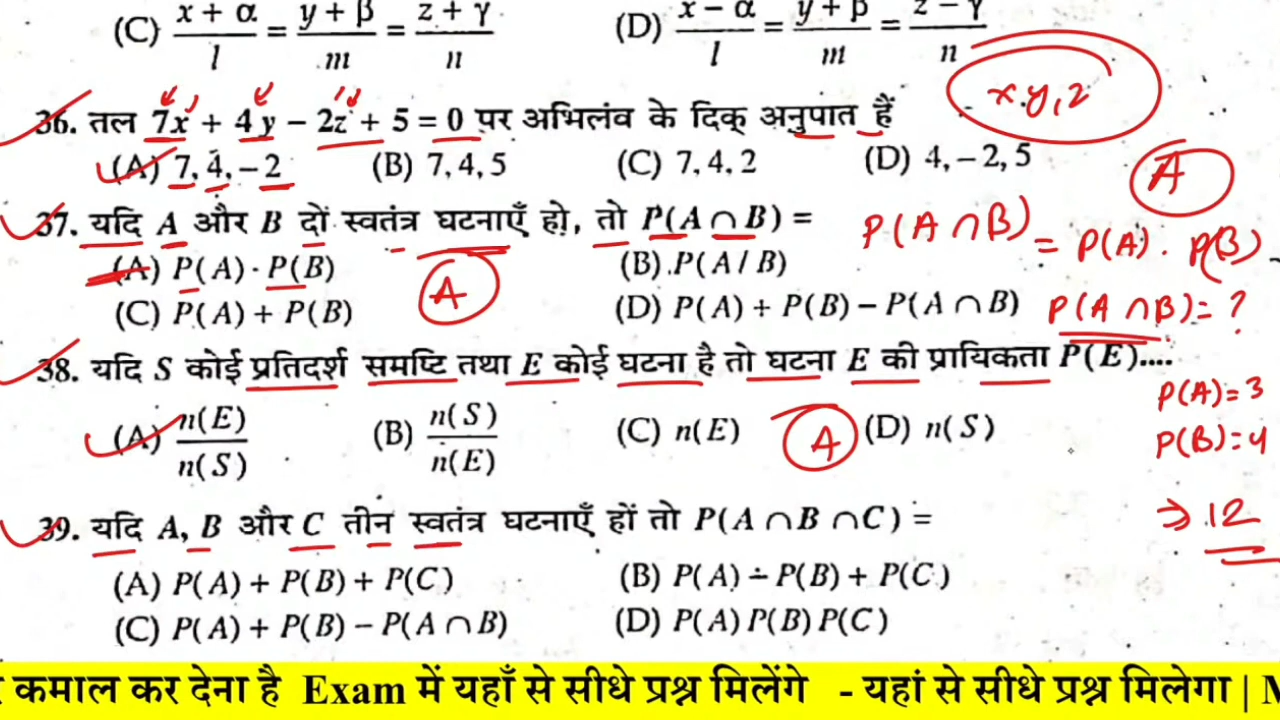 (C) x + α / l = y + β / m = z + γ / n (D) x − α / l = y + β / m = z − γ / n
x, y, z
36. तल 7x + 4y − 2z + 5 = 0 पर अभिलंव के दिक् अनुपात हैं
(A) 7, 4, − 2 (B) 7, 4, 5 (C) 7, 4, 2 (D) 4, − 2, 5
A
37. यदि A और B दों स्वतंत्र घटनाएँ हो, तो P(A ∩ B) =
P(A ∩ B) = P(A) . P(B)
(A) P(A) · P(B) (B) P(A / B)
A
(C) P(A) + P(B) (D) P(A) + P(B) − P(A ∩ B)
P(A ∩ B) = ?
38. यदि S कोई प्रतिदर्श समष्टि तथा E कोई घटना है तो घटना E की प्रायिकता P(E)....
P(A) = 3
P(B) = 4
(A) n(E) / n(S) (B) n(S) / n(E) (C) n(E) (D) n(S)
A
→ 12
39. यदि A, B और C तीन स्वतंत्र घटनाएँ हों तो P(A ∩ B ∩ C) =
(A) P(A) + P(B) + P(C) (B) P(A) ÷ P(B) + P(C)
(C) P(A) + P(B) − P(A ∩ B) (D) P(A) P(B) P(C)
कमाल कर देना है Exam में यहाँ से सीधे प्रश्न मिलेंगे - यहां से सीधे प्रश्न मिलेगा |